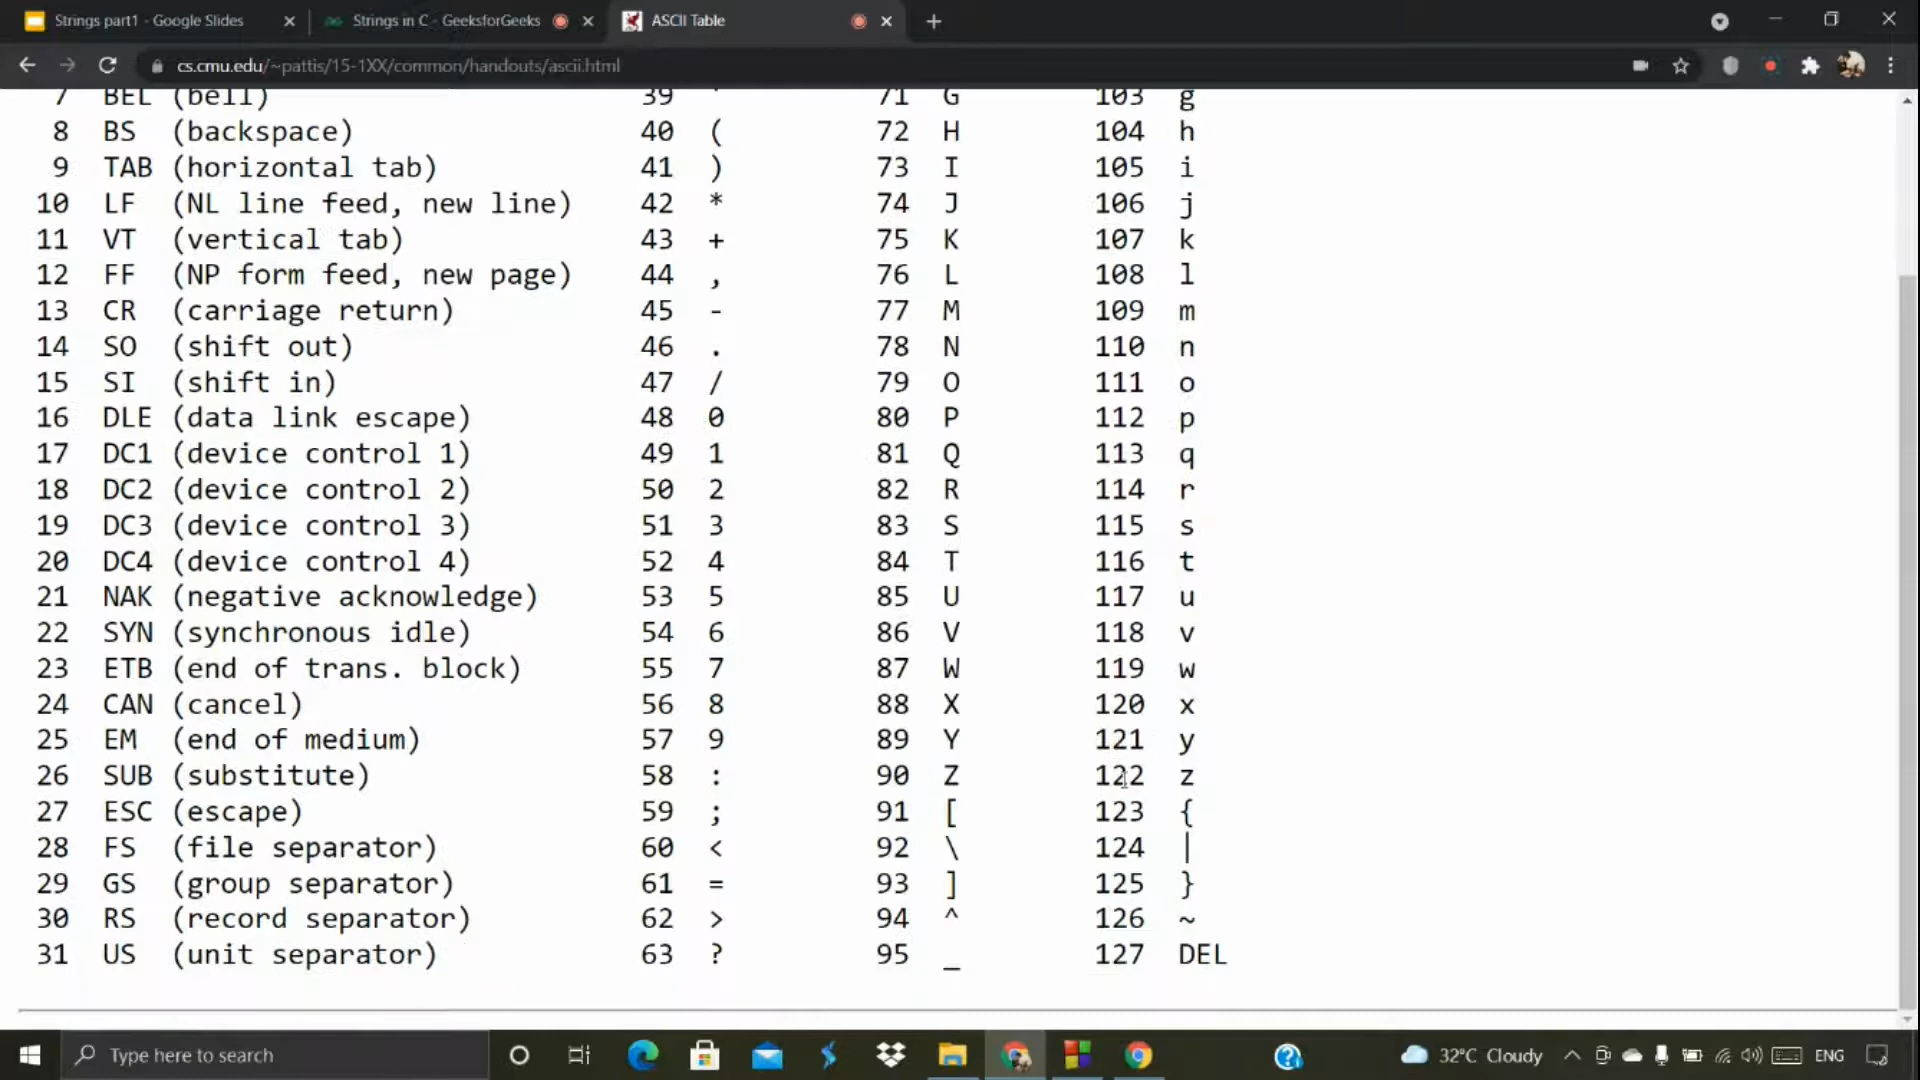 Strings part1 - Google Slides
Strings in C - GeeksforGeeks
ASCII Table
cs.cmu.edu/~pattis/15-1XX/common/handouts/ascii.html
7 BEL (bell) 39 ' 71 G 103 g
8 BS (backspace) 40 ( 72 H 104 h
9 TAB (horizontal tab) 41 ) 73 I 105 i
10 LF (NL line feed, new line) 42 * 74 J 106 j
11 VT (vertical tab) 43 + 75 K 107 k
12 FF (NP form feed, new page) 44 , 76 L 108 l
13 CR (carriage return) 45 - 77 M 109 m
14 SO (shift out) 46 . 78 N 110 n
15 SI (shift in) 47 / 79 O 111 o
16 DLE (data link escape) 48 0 80 P 112 p
17 DC1 (device control 1) 49 1 81 Q 113 q
18 DC2 (device control 2) 50 2 82 R 114 r
19 DC3 (device control 3) 51 3 83 S 115 s
20 DC4 (device control 4) 52 4 84 T 116 t
21 NAK (negative acknowledge) 53 5 85 U 117 u
22 SYN (synchronous idle) 54 6 86 V 118 v
23 ETB (end of trans. block) 55 7 87 W 119 w
24 CAN (cancel) 56 8 88 X 120 x
25 EM (end of medium) 57 9 89 Y 121 y
26 SUB (substitute) 58 : 90 Z 122 z
27 ESC (escape) 59 ; 91 [ 123 {
28 FS (file separator) 60 < 92 \ 124 |
29 GS (group separator) 61 = 93 ] 125 }
30 RS (record separator) 62 > 94 ^ 126 ~
31 US (unit separator) 63 ? 95 _ 127 DEL
Type here to search
32°C Cloudy
ENG